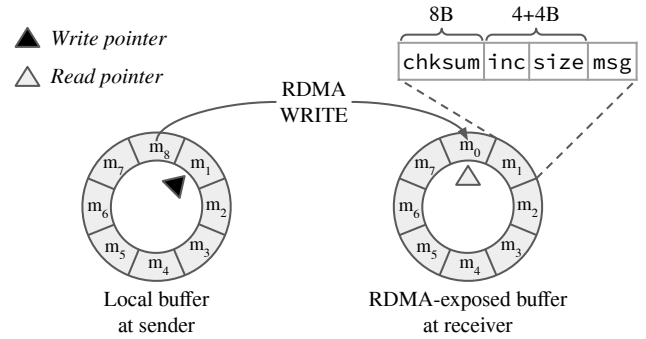 8B 4+4B
Write pointer
chksum inc size msg
Read pointer
RDMA
WRITE
m8
m7 m1
m6 m2
m5 m3
m4
m0
m7 m1
m6 m2
m5 m3
m4
Local buffer
at sender
RDMA-exposed buffer
at receiver